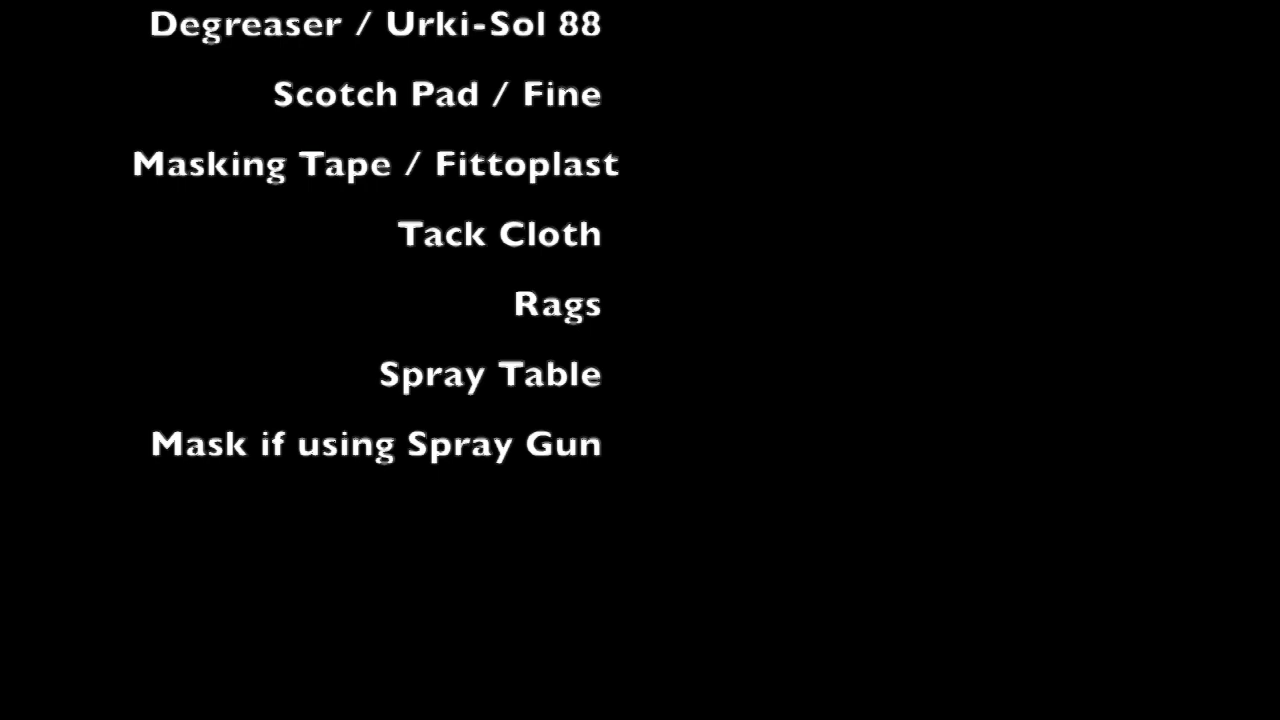 Degreaser / Urki-Sol 88
Scotch Pad / Fine
Masking Tape / Fittoplast
Tack Cloth
Rags
Spray Table
Mask if using Spray Gun